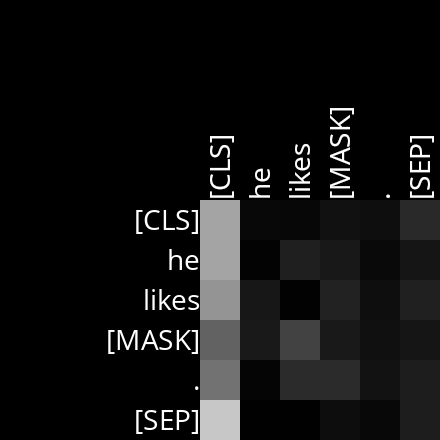 [CLS] he likes [MASK] . [SEP]
[CLS]
he
likes
[MASK]
.
[SEP]